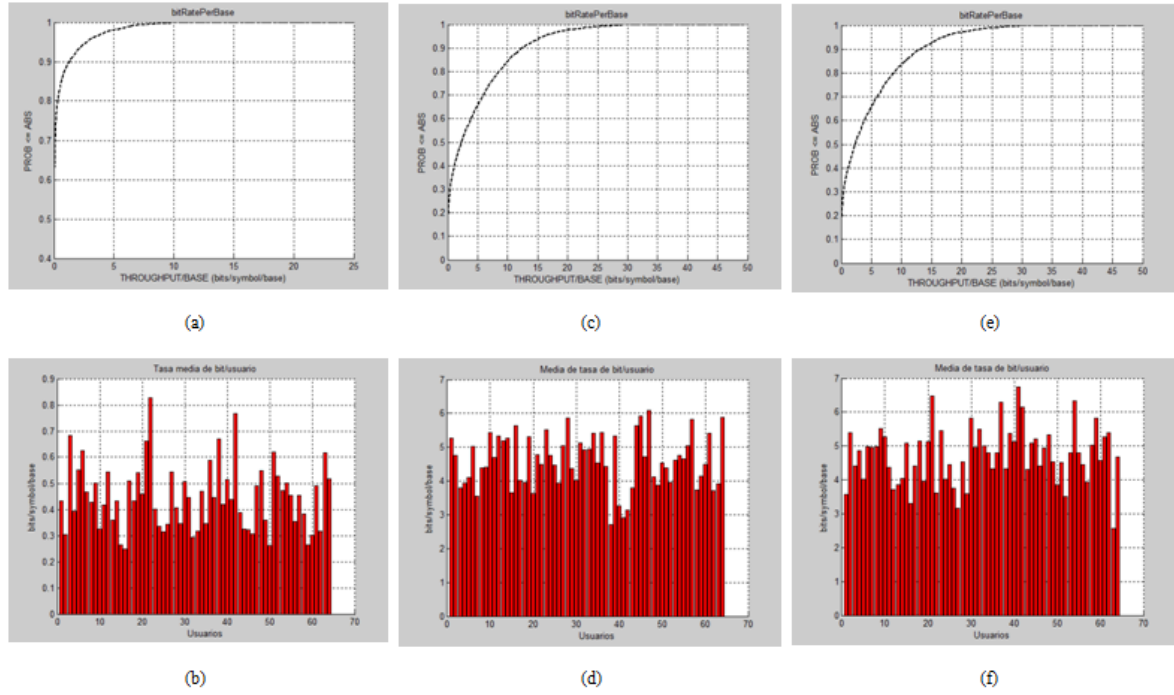 bitRatePerBase
1
0.9
0.8
0.7
0.6
0.5
0.4
PROB <= ABS
0 5 10 15 20 25
THROUGHPUT/BASE (bits/symbol/base)
(a)
bitRatePerBase
1
0.9
0.8
0.7
0.6
0.5
0.4
0.3
0.2
0.1
0
PROB <= ABS
0 5 10 15 20 25 30 35 40 45 50
THROUGHPUT/BASE (bits/symbol/base)
(c)
bitRatePerBase
1
0.9
0.8
0.7
0.6
0.5
0.4
0.3
0.2
0.1
0
PROB <= ABS
0 5 10 15 20 25 30 35 40 45 50
THROUGHPUT/BASE (bits/symbol/base)
(e)
Tasa media de bit/usuario
0.9
0.8
0.7
0.6
0.5
0.4
0.3
0.2
0.1
0
bits/symbol/base
0 10 20 30 40 50 60 70
Usuarios
(b)
Media de tasa de bit/usuario
7
6
5
4
3
2
1
0
bits/symbol/base
0 10 20 30 40 50 60 70
Usuarios
(d)
Media de tasa de bit/usuario
7
6
5
4
3
2
1
0
bits/symbol/base
0 10 20 30 40 50 60 70
Usuarios
(f)